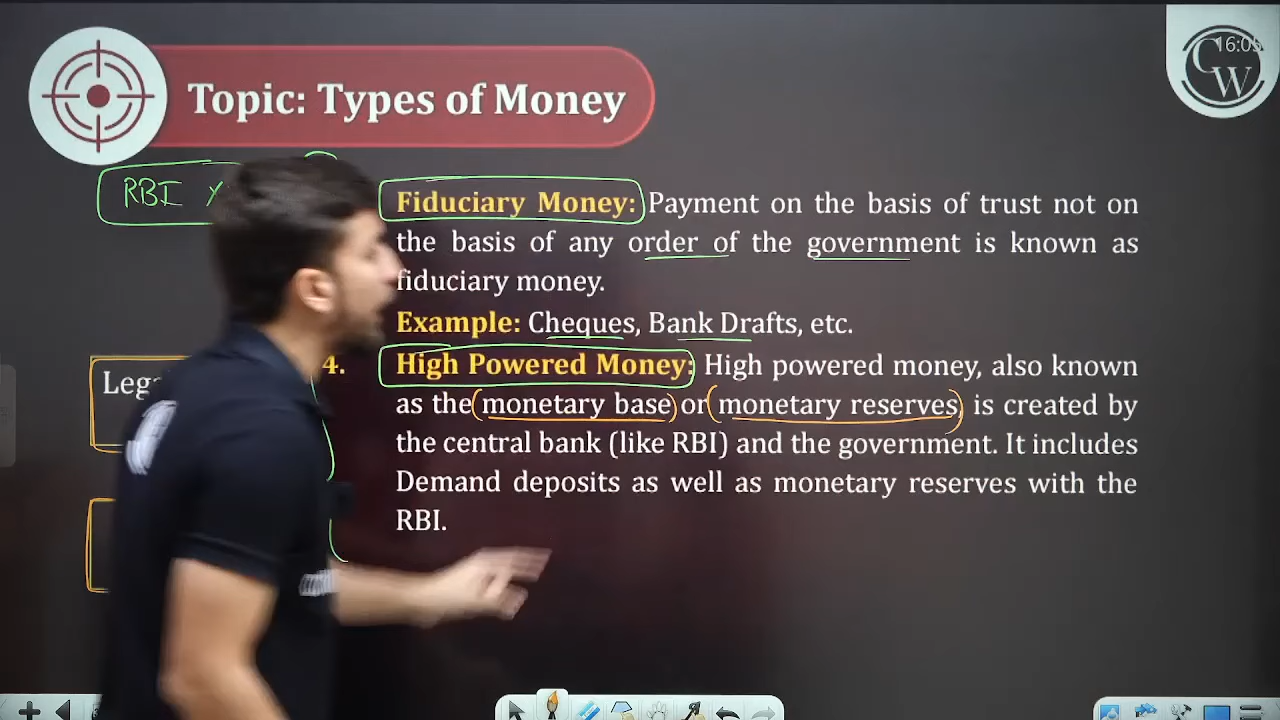 16:05
CW
Topic: Types of Money
RBI
Fiduciary Money: Payment on the basis of trust not on
the basis of any order of the government is known as
fiduciary money.
Example: Cheques, Bank Drafts, etc.
4. High Powered Money: High powered money, also known
as the (monetary base) or (monetary reserves), is created by
the central bank (like RBI) and the government. It includes
Demand deposits as well as monetary reserves with the
RBI.